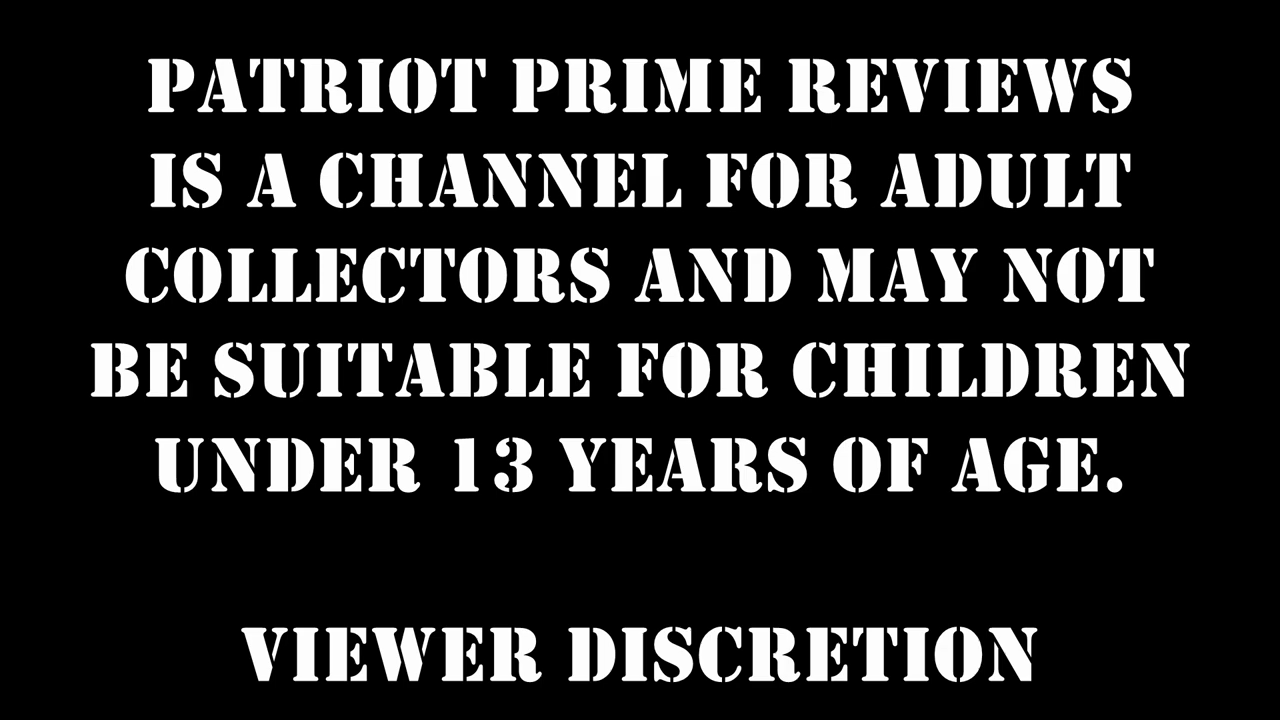 PATRIOT PRIME REVIEWS
IS A CHANNEL FOR ADULT
COLLECTORS AND MAY NOT
BE SUITABLE FOR CHILDREN
UNDER 13 YEARS OF AGE.
VIEWER DISCRETION